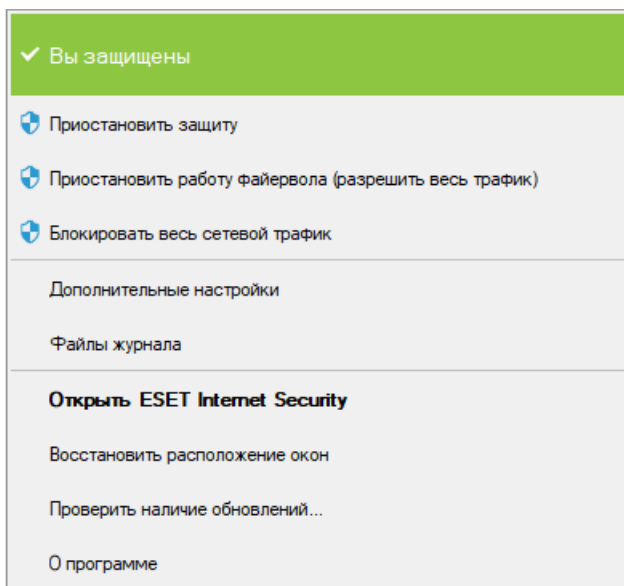 Вы защищены
Приостановить защиту
Приостановить работу файервола (разрешить весь трафик)
Блокировать весь сетевой трафик
Дополнительные настройки
Файлы журнала
Открыть ESET Internet Security
Восстановить расположение окон
Проверить наличие обновлений...
О программе